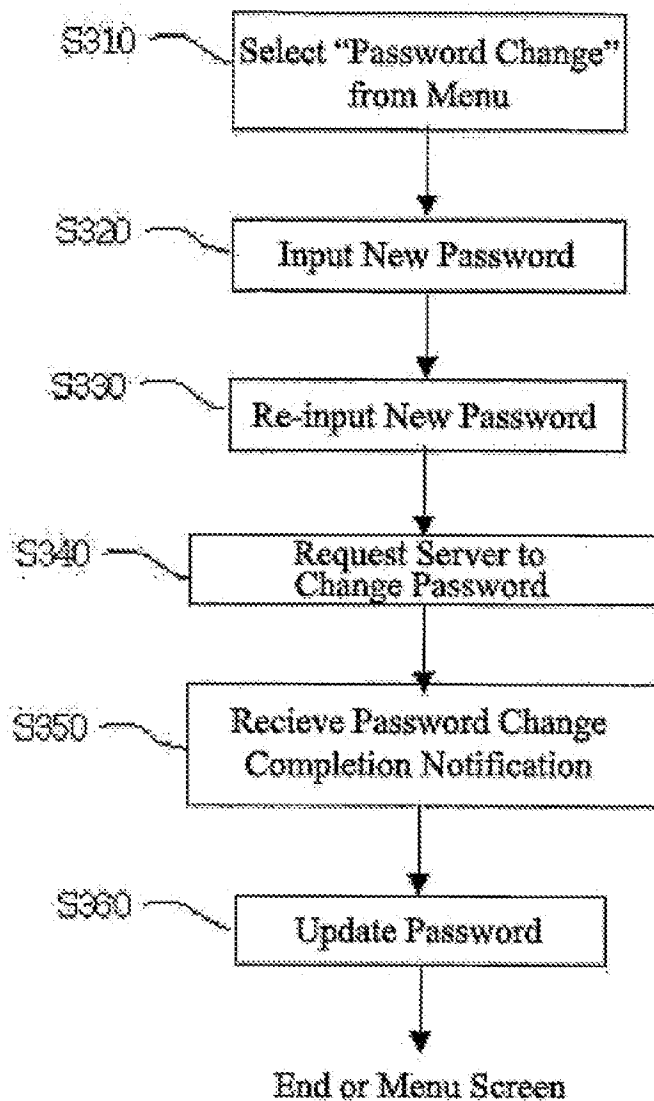 S310
Select "Password Change"
from Menu
S320
Input New Password
S330
Re-input New Password
S340
Request Server to
Change Password
S350
Recieve Password Change
Completion Notification
S360
Update Password
End or Menu Screen